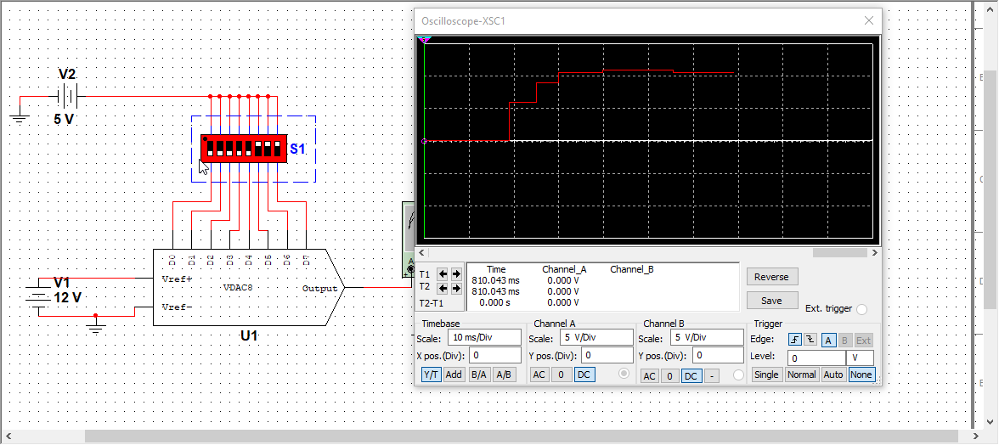 Oscilloscope-XSC1
V2
5 V
S1
D0
D1
D2
D3
D4
D5
D6
D7
Vref+
VDAC8
Output
Vref-
U1
V1
12 V
A
T1
T2
T2-T1
Time Channel_A Channel_B
810.043 ms 0.000 V
810.043 ms 0.000 V
0.000 s 0.000 V
Reverse
Save
Ext. trigger
Timebase
Scale: 10 ms/Div
X pos.(Div): 0
Y/T Add B/A A/B
Channel A
Scale: 5 V/Div
Y pos.(Div): 0
AC 0 DC
Channel B
Scale: 5 V/Div
Y pos.(Div): 0
AC 0 DC -
Trigger
Edge: A B Ext
Level: 0 V
Single Normal Auto None